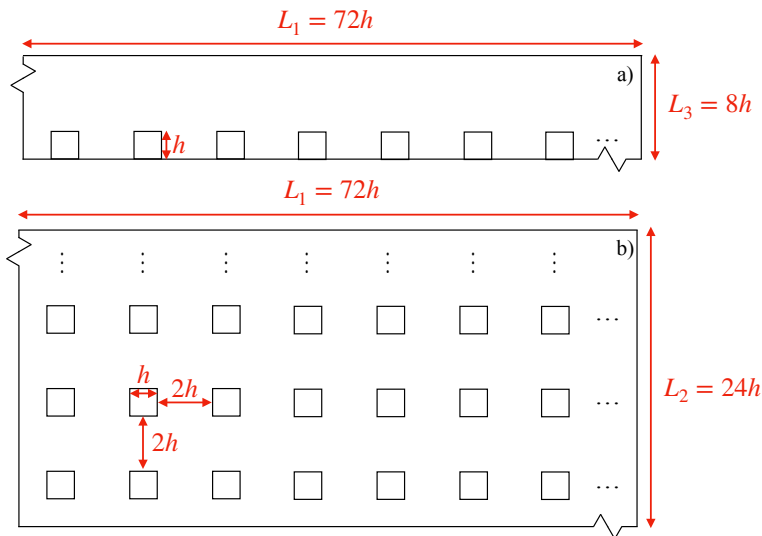 L₁ = 72h
a)
L₃ = 8h
h
...
L₁ = 72h
b)
⋮ ⋮ ⋮ ⋮ ⋮ ⋮ ⋮
...
h
2h
...
L₂ = 24h
2h
...